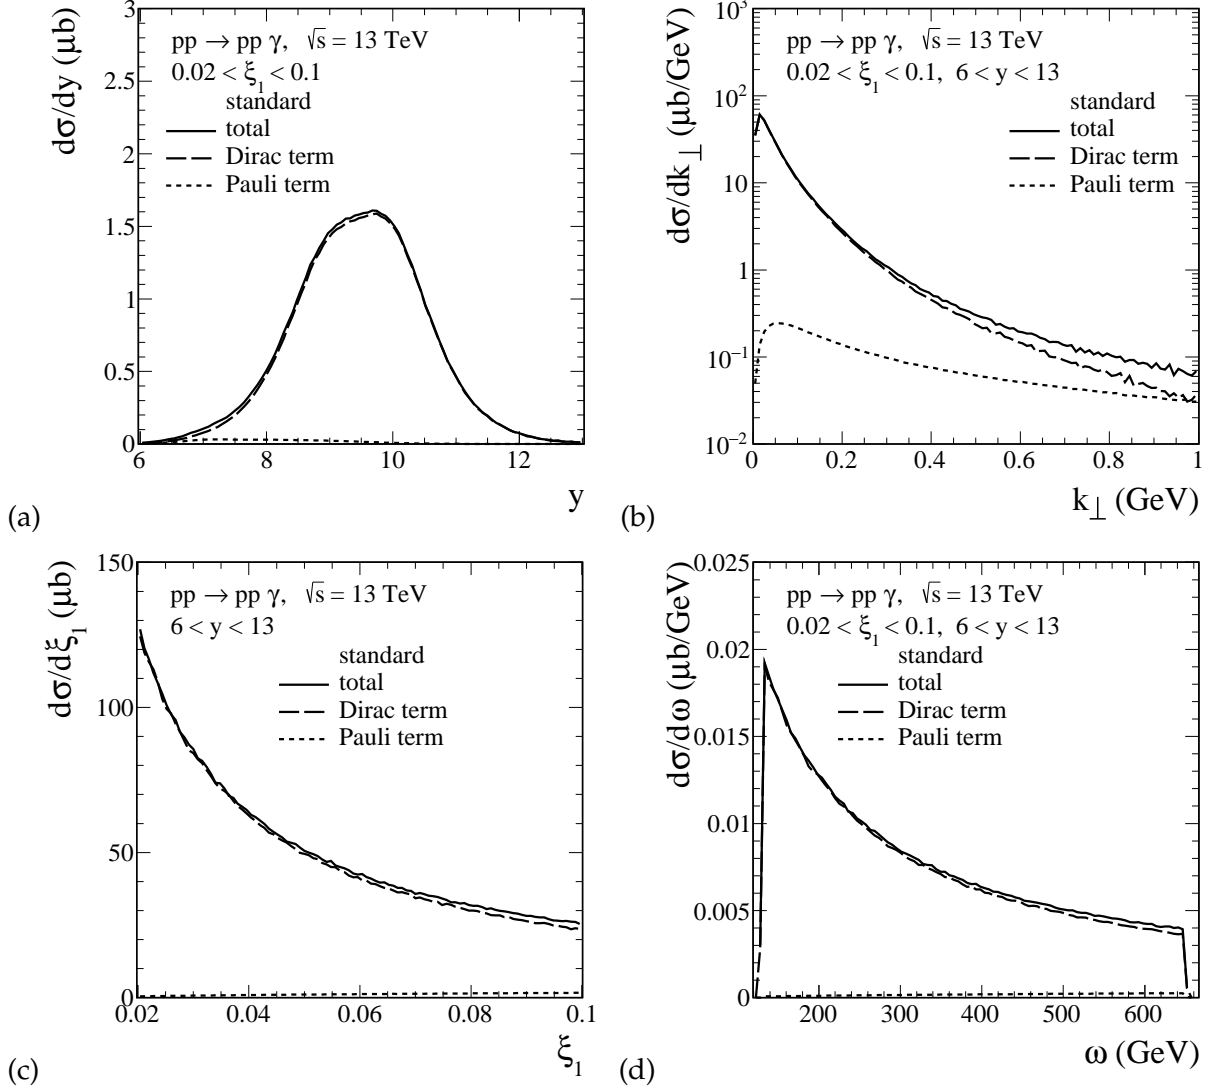 dσ/dy (μb)
3
2.5
2
1.5
1
0.5
0
pp → pp γ, √s = 13 TeV
0.02 < ξ₁ < 0.1
standard
total
Dirac term
Pauli term
6 8 10 12
y
(a)
dσ/dk⊥ (μb/GeV)
10³
10²
10
1
10⁻¹
10⁻²
pp → pp γ, √s = 13 TeV
0.02 < ξ₁ < 0.1, 6 < y < 13
standard
total
Dirac term
Pauli term
0 0.2 0.4 0.6 0.8 1
k⊥ (GeV)
(b)
dσ/dξ₁ (μb)
150
100
50
0
pp → pp γ, √s = 13 TeV
6 < y < 13
standard
total
Dirac term
Pauli term
0.02 0.04 0.06 0.08 0.1
ξ₁
(c)
dσ/dω (μb/GeV)
0.025
0.02
0.015
0.01
0.005
0
pp → pp γ, √s = 13 TeV
0.02 < ξ₁ < 0.1, 6 < y < 13
standard
total
Dirac term
Pauli term
200 300 400 500 600
ω (GeV)
(d)